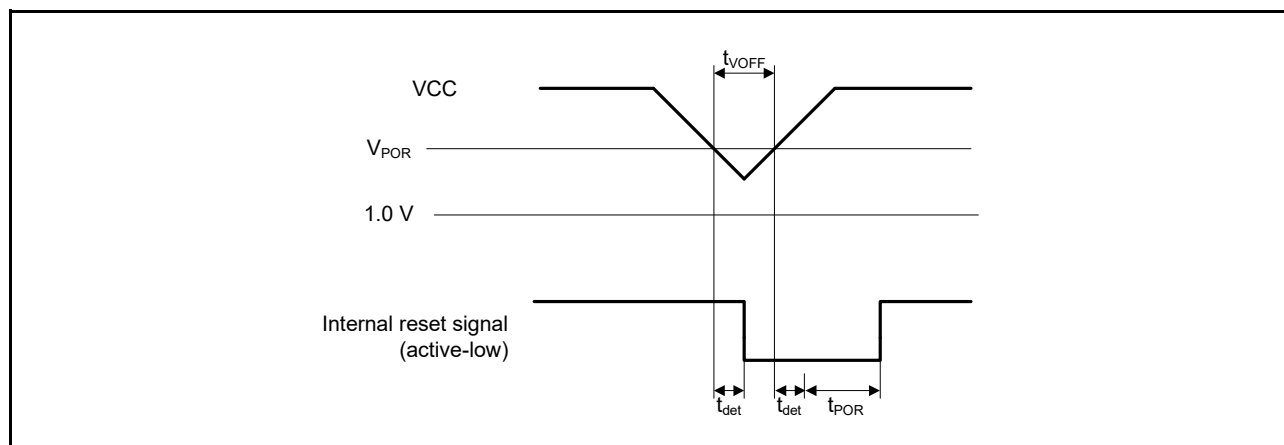 tVOFF
VCC
VPOR
1.0 V
Internal reset signal
(active-low)
tdet
tdet
tPOR